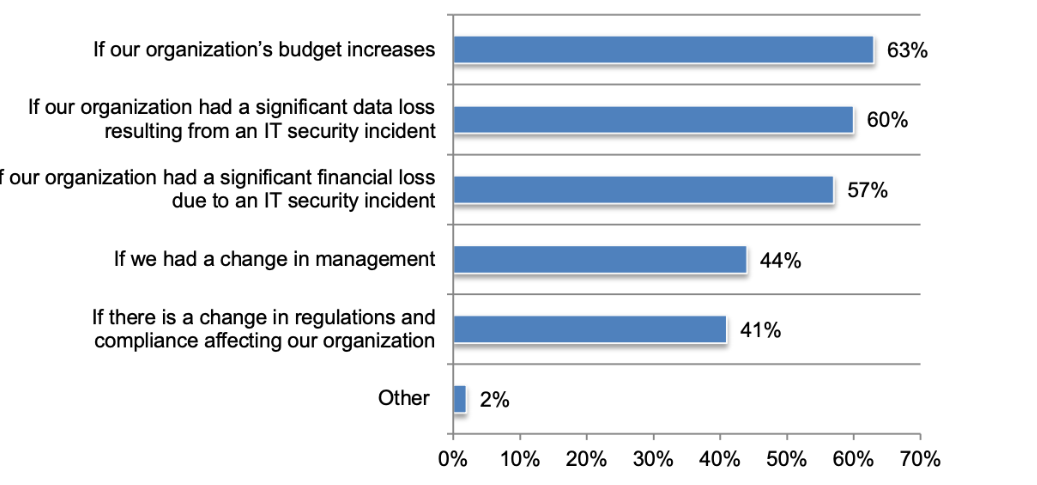 If our organization's budget increases
63%
If our organization had a significant data loss
resulting from an IT security incident
60%
f our organization had a significant financial loss
due to an IT security incident
57%
If we had a change in management
44%
If there is a change in regulations and
compliance affecting our organization
41%
Other
2%
0% 10% 20% 30% 40% 50% 60% 70%